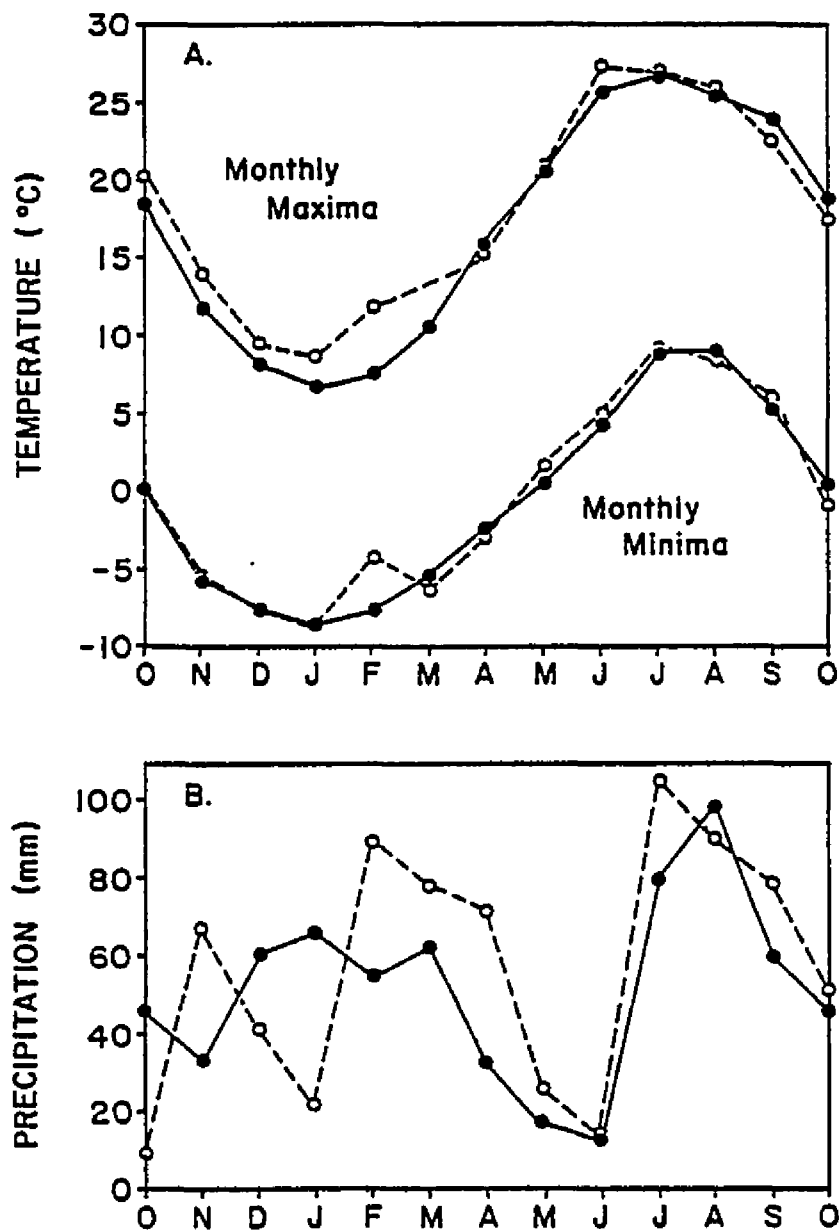 A.
TEMPERATURE (°C)
30
25
20
15
10
5
0
-5
-10
Monthly
Maxima
Monthly
Minima
O N D J F M A M J J A S O
B.
PRECIPITATION (mm)
100
80
60
40
20
0
O N D J F M A M J J A S O